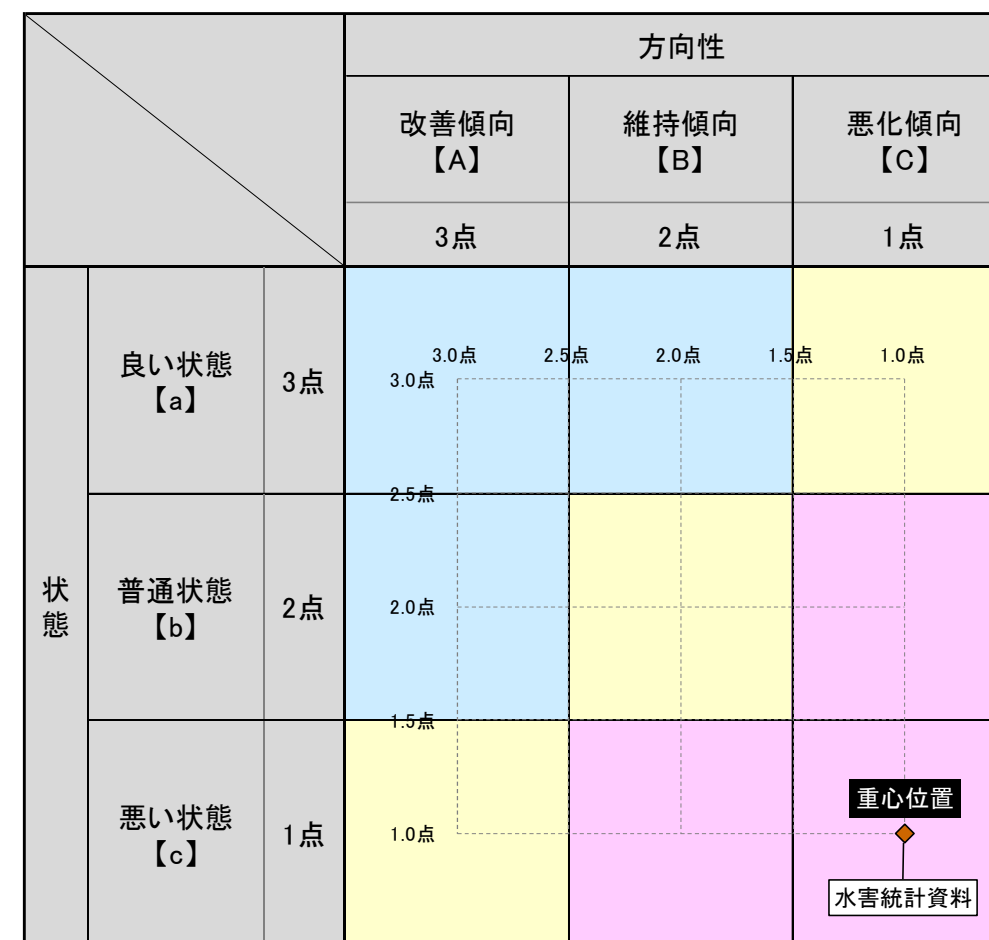 方向性
改善傾向
【A】
維持傾向
【B】
悪化傾向
【C】
3点
2点
1点
状態
良い状態
【a】
3点
3.0点
2.5点
2.0点
1.5点
1.0点
3.0点
2.5点
普通状態
【b】
2点
2.0点
1.5点
悪い状態
【c】
1点
1.0点
重心位置
水害統計資料